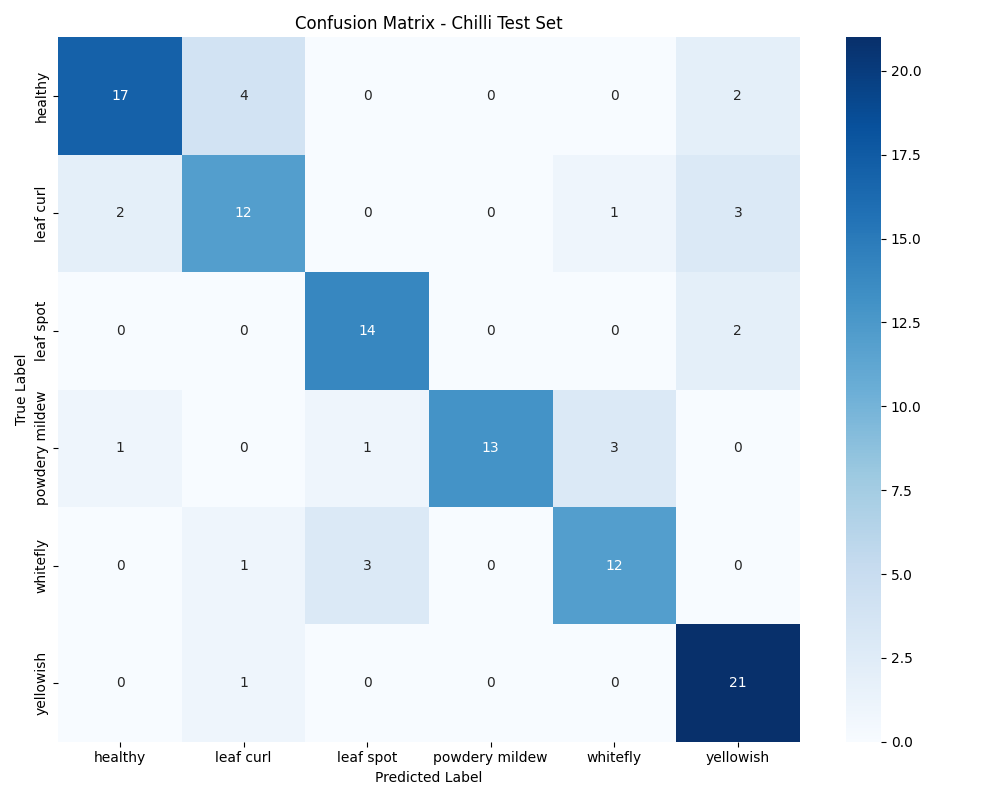 Confusion Matrix - Chilli Test Set
True Label
healthy
17 4 0 0 0 2
leaf curl
2 12 0 0 1 3
leaf spot
0 0 14 0 0 2
powdery mildew
1 0 1 13 3 0
whitefly
0 1 3 0 12 0
yellowish
0 1 0 0 0 21
healthy leaf curl leaf spot powdery mildew whitefly yellowish
Predicted Label
20.0
17.5
15.0
12.5
10.0
7.5
5.0
2.5
0.0